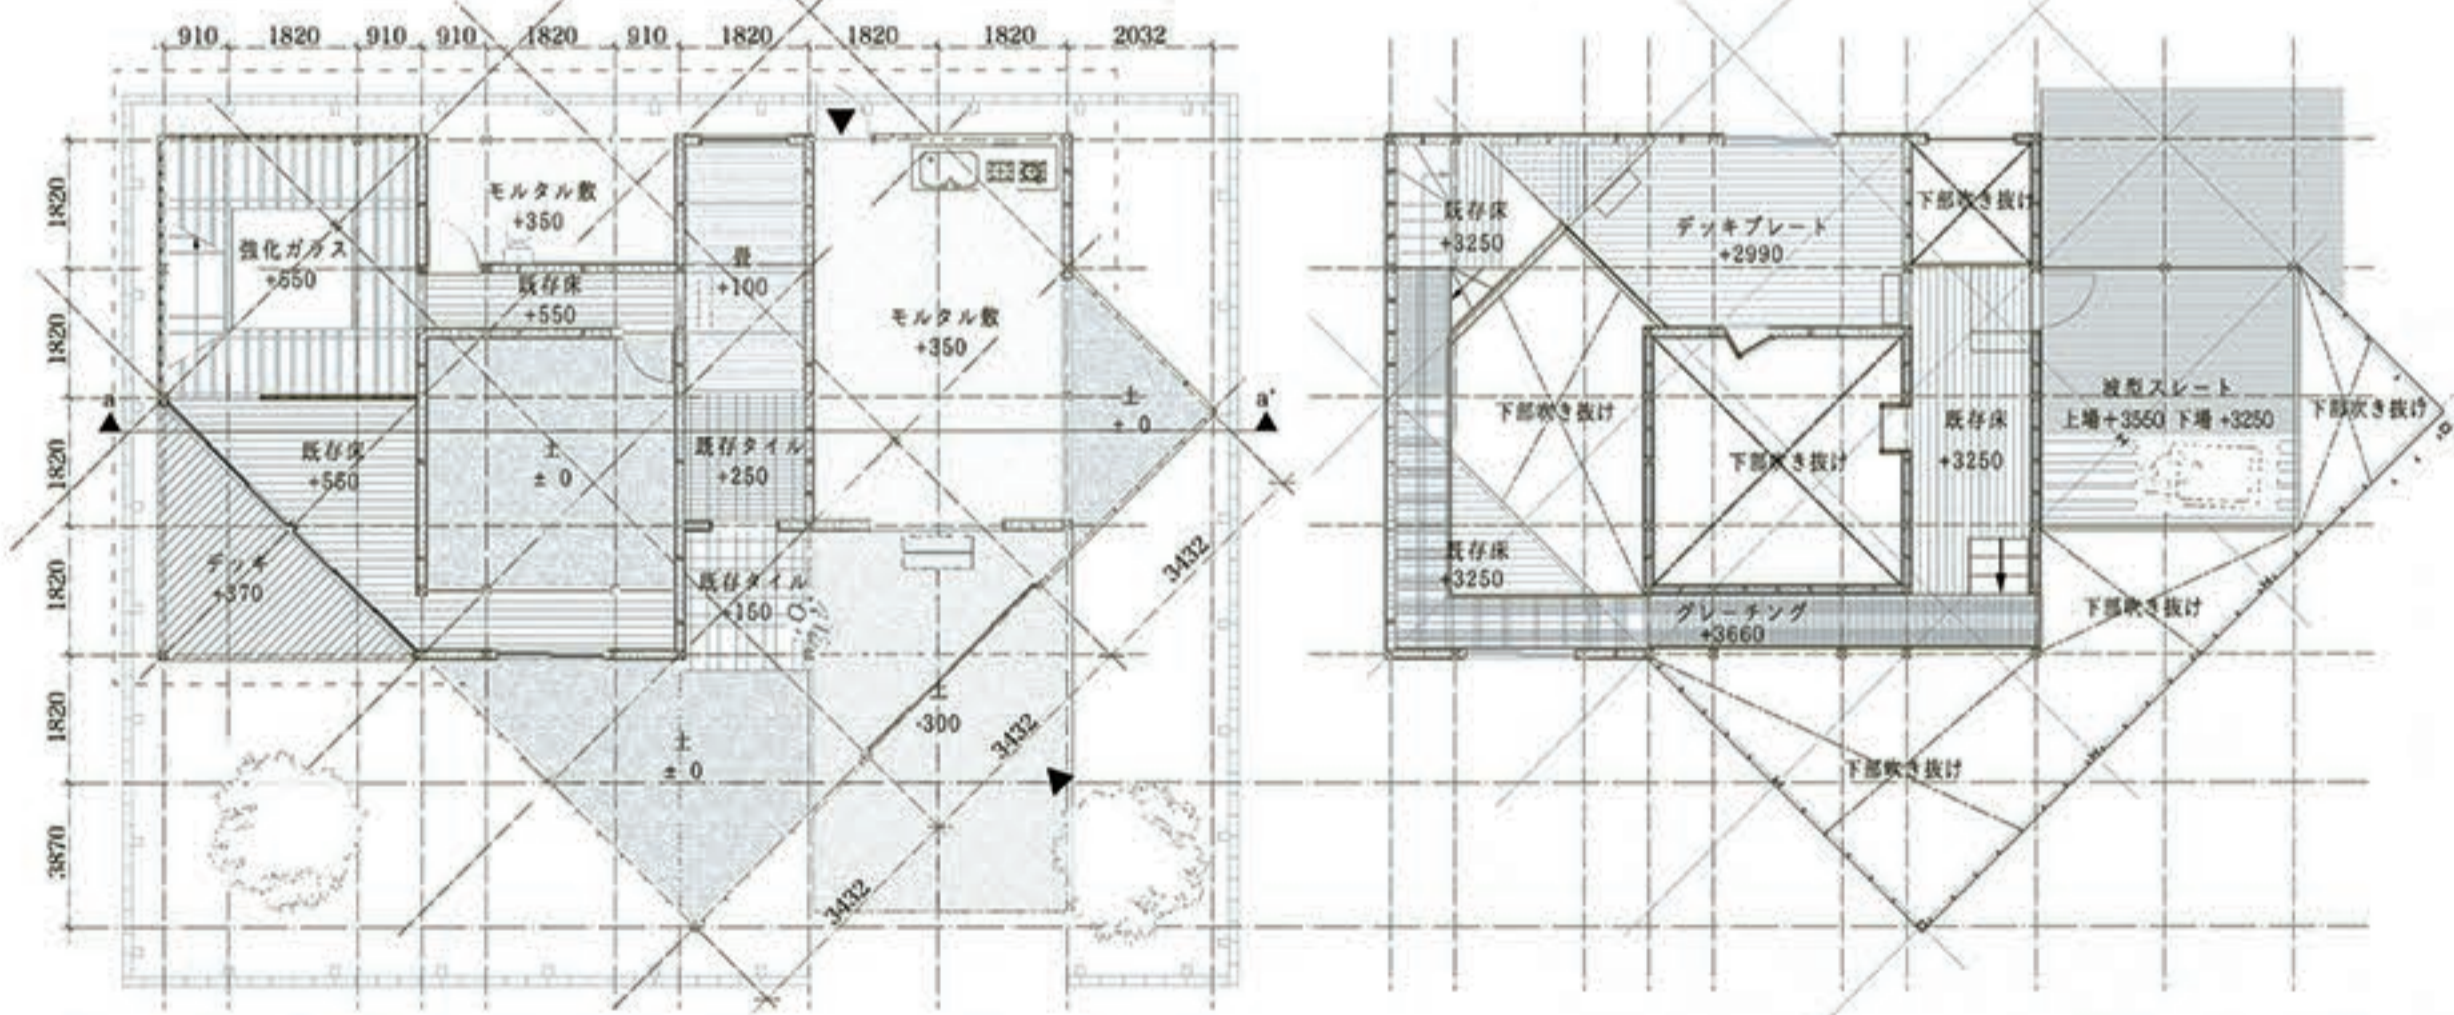 910 1820 910 910 1820 910 1820 1820 1820 2032
1820
1820
1820
1820
1820
3870
モルタル敷
+350
強化ガラス
+550
既存床
+550
畳
+100
モルタル敷
+350
a
a'
土
± 0
既存床
+550
土
± 0
既存タイル
+250
デッキ
+370
既存タイル
+150
土
-300
土
± 0
3432
3432
3432
既存床
+3250
デッキプレート
+2990
下部吹き抜け
下部吹き抜け
下部吹き抜け
既存床
+3250
波型スレート
上場+3550 下場 +3250
下部吹き抜け
既存床
+3250
グレーチング
+3660
下部吹き抜け
下部吹き抜け